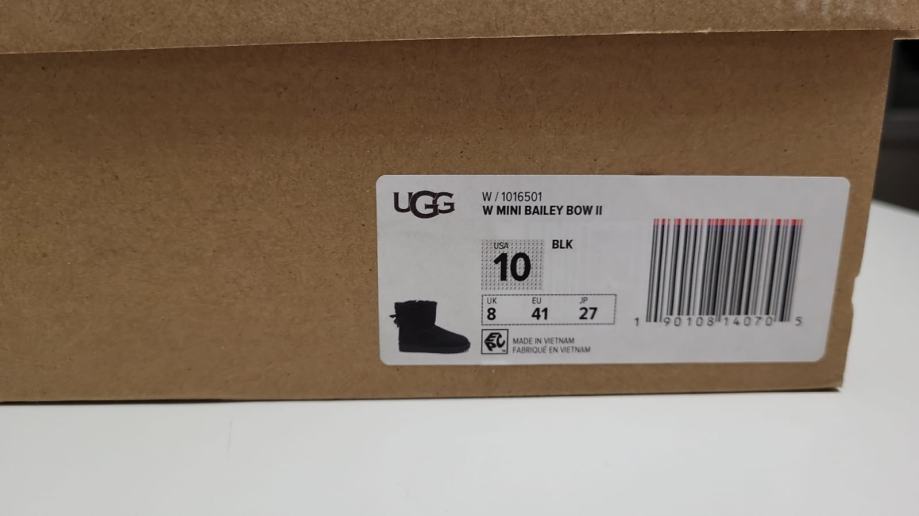 UGG
W / 1016501
W MINI BAILEY BOW II
USA
10
BLK
UK EU JP
8 41 27
MADE IN VIETNAM
FABRIQUÉ EN VIETNAM
1 90108 14070 5